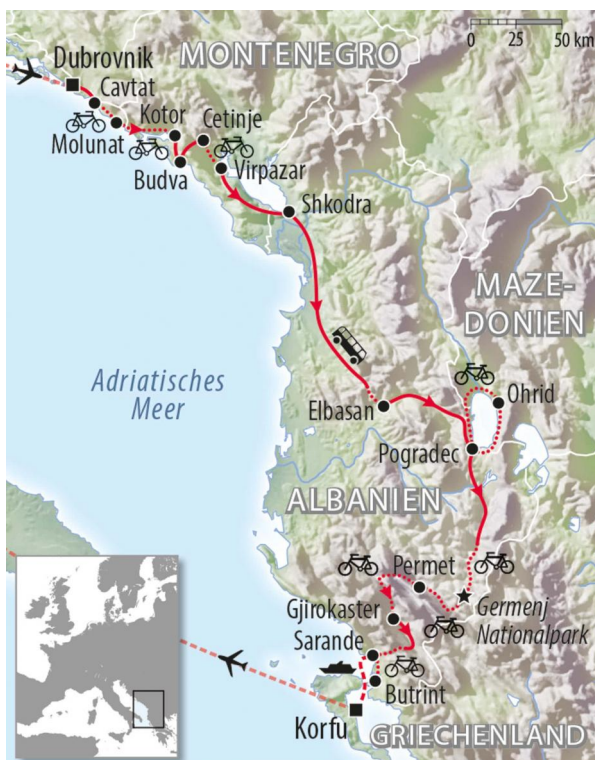 MONTENEGRO
0 25 50 km
Dubrovnik
Cavtat
Kotor
Cetinje
Molunat
Budva
Virpazar
Shkodra
MAZE-
DONIEN
Adriatisches
Meer
Ohrid
Elbasan
Pogradec
ALBANIEN
Permet
Gjirokaster
Germenj
Nationalpark
Sarande
Butrint
Korfu
GRIECHENLAND